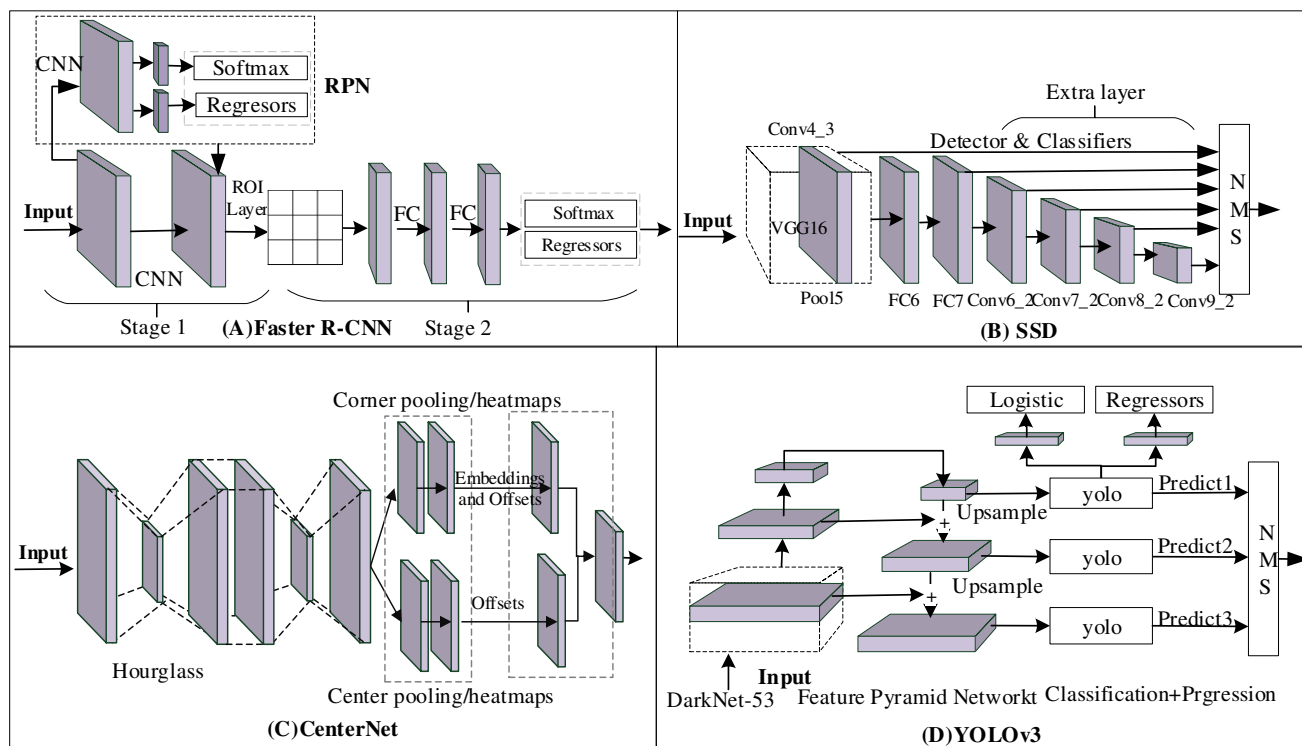 CNN
Softmax
Regresors
RPN
Input
ROI
Layer
CNN
FC
FC
Softmax
Regressors
Stage 1
(A)Faster R-CNN
Stage 2
Extra layer
Conv4_3
Detector & Classifiers
Input
VGG16
N
M
S
Pool5
FC6
FC7
Conv6_2
Conv7_2
Conv8_2
Conv9_2
(B) SSD
Corner pooling/heatmaps
Embeddings
and Offsets
Input
Offsets
Hourglass
Center pooling/heatmaps
(C)CenterNet
Logistic
Regressors
yolo
Predict1
Upsample
+
yolo
Predict2
Upsample
+
yolo
Predict3
N
M
S
Input
DarkNet-53
Feature Pyramid Networkt
Classification+Prgression
(D)YOLOv3